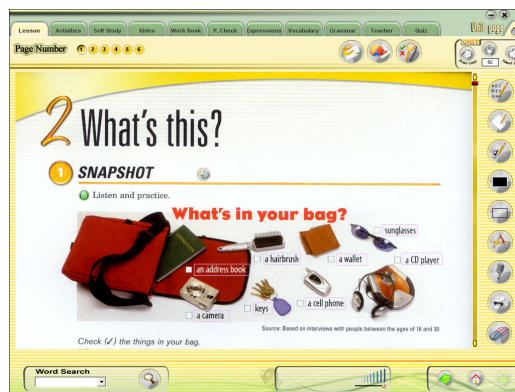 Lesson
Activities
Self Study
Video
Work Book
P. Check
Expressions
Vocabulary
Grammar
Teacher
Quiz
Unit page
Page Number 1 2 3 4 5 6
02
2 What's this?
1 SNAPSHOT
Listen and practice.
What's in your bag?
sunglasses
an address book
a hairbrush
a wallet
a CD player
a camera
keys
a cell phone
Source: Based on interviews with people between the ages of 16 and 30
Check (✓) the things in your bag.
Word Search